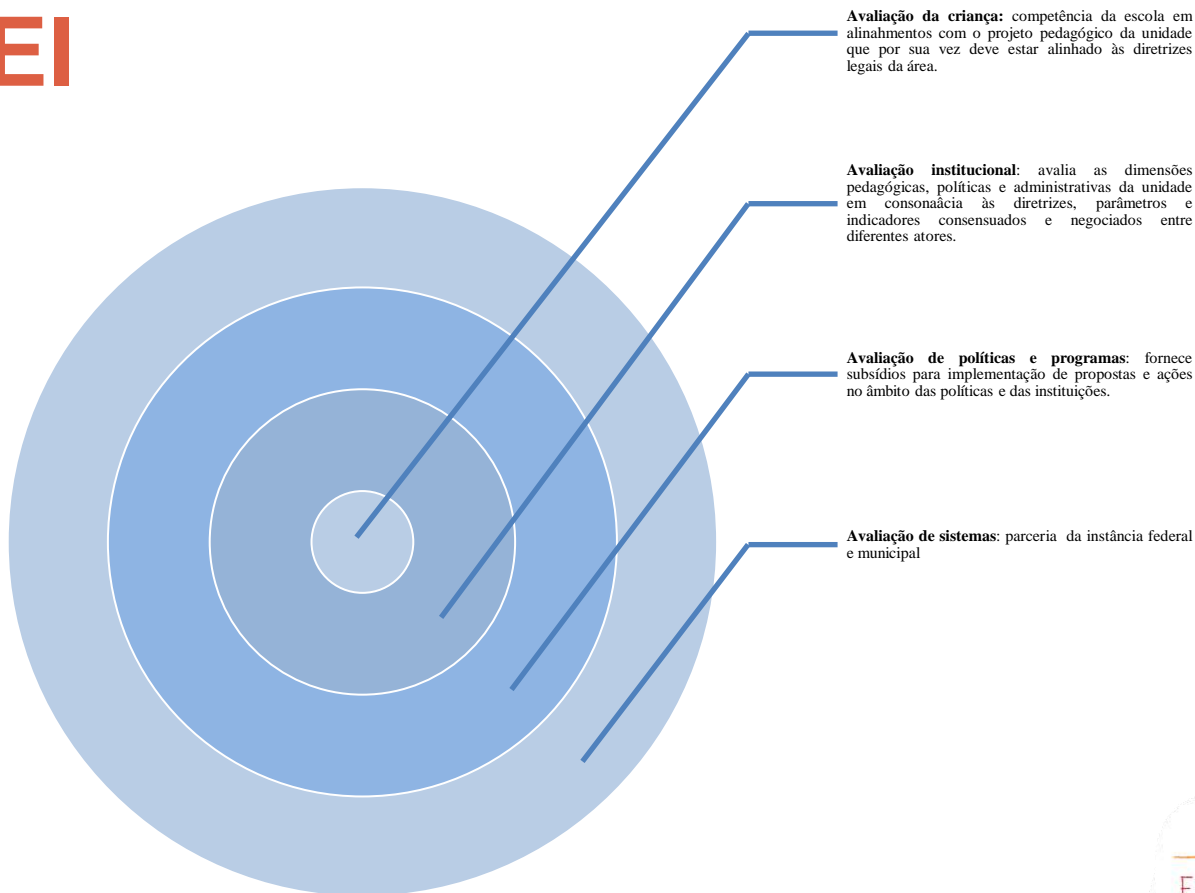 EI
Avaliação da criança: competência da escola em
alinahmentos com o projeto pedagógico da unidade
que por sua vez deve estar alinhado às diretrizes
legais da área.
Avaliação institucional: avalia as dimensões
pedagógicas, políticas e administrativas da unidade
em consonaâcia às diretrizes, parâmetros e
indicadores consensuados e negociados entre
diferentes atores.
Avaliação de políticas e programas: fornece
subsídios para implementação de propostas e ações
no âmbito das políticas e das instituições.
Avaliação de sistemas: parceria da instância federal
e municipal